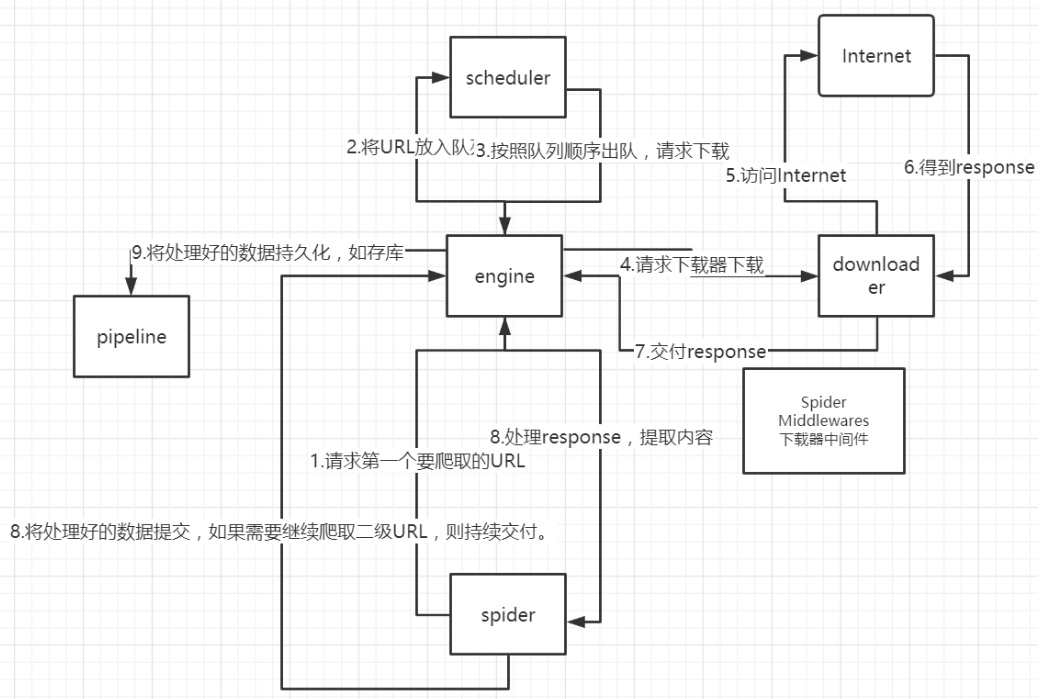 scheduler
Internet
2.将URL放入队
3.按照队列顺序出队，请求下载
5.访问Internet
6.得到response
9.将处理好的数据持久化，如存库
engine
4.请求下载器下载
download
er
pipeline
7.交付response
Spider
Middlewares
下载器中间件
8.处理response，提取内容
1.请求第一个要爬取的URL
8.将处理好的数据提交，如果需要继续爬取二级URL，则持续交付。
spider